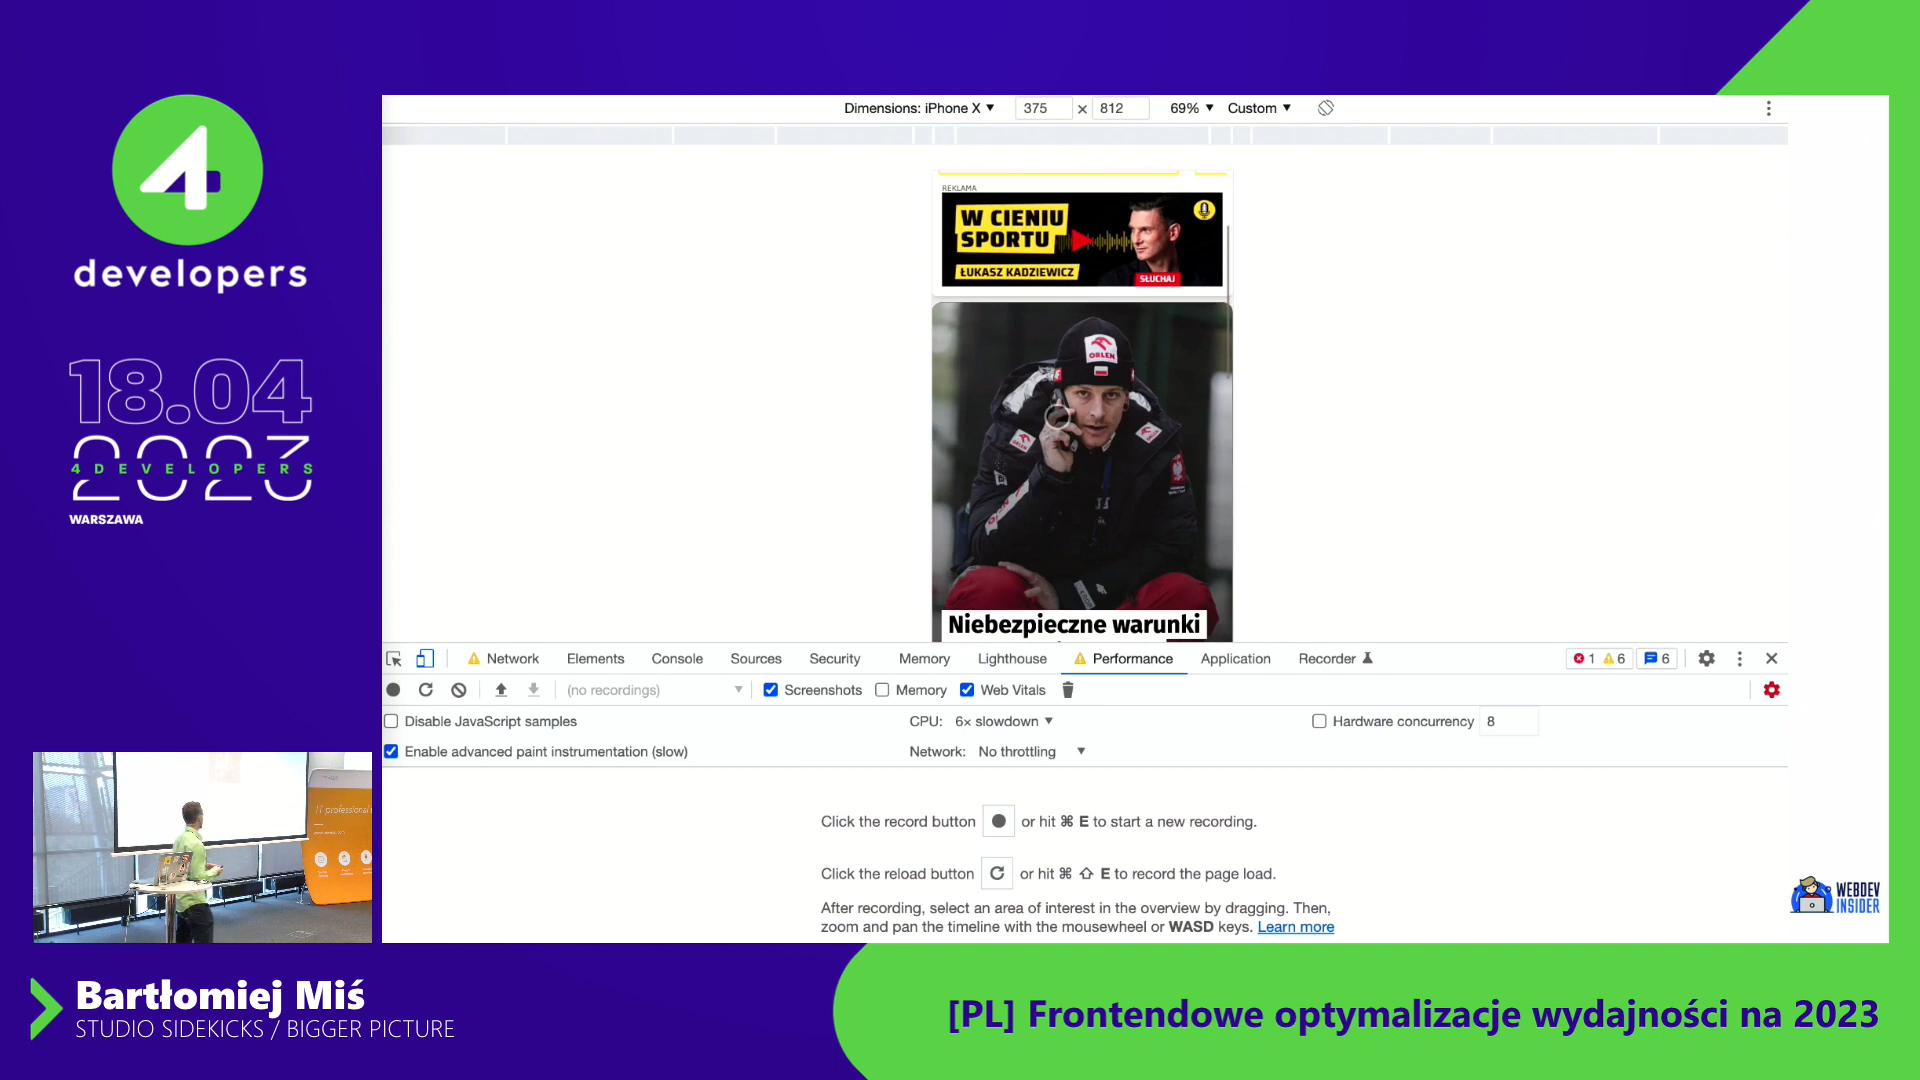 4
developers
18.04
2023
4DEVELOPERS
WARSZAWA
Dimensions: iPhone X ▼ 375 × 812 69% ▼ Custom ▼
REKLAMA
W CIENIU
SPORTU
ŁUKASZ KADZIEWICZ
SŁUCHAJ
ORLEN
ORLEN
Niebezpieczne warunki
Network Elements Console Sources Security Memory Lighthouse Performance Application Recorder 1 6 6
(no recordings) Screenshots Memory Web Vitals
Disable JavaScript samples CPU: 6× slowdown ▼ Hardware concurrency 8
Enable advanced paint instrumentation (slow) Network: No throttling ▼
Click the record button or hit ⌘ E to start a new recording.
Click the reload button or hit ⌘ ⇧ E to record the page load.
After recording, select an area of interest in the overview by dragging. Then,
zoom and pan the timeline with the mousewheel or WASD keys. Learn more
WEBDEV
INSIDER
IT professional
Bartłomiej Miś
STUDIO SIDEKICKS / BIGGER PICTURE
[PL] Frontendowe optymalizacje wydajności na 2023